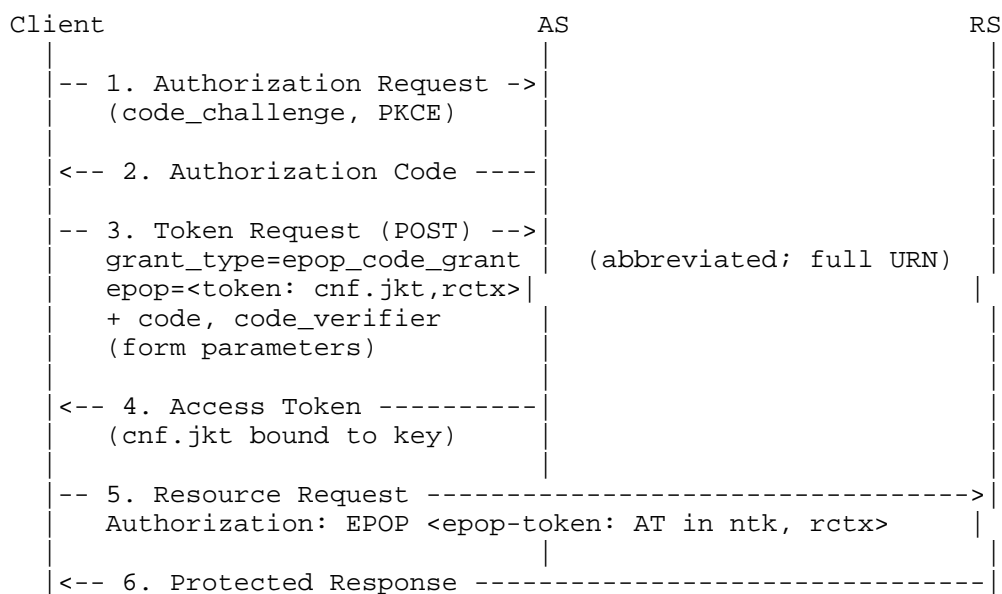 Client                           AS                          RS
  |                               |                           |
  |-- 1. Authorization Request ->|                           |
  |   (code_challenge, PKCE)      |                           |
  |                               |                           |
  |<-- 2. Authorization Code ----|                           |
  |                               |                           |
  |-- 3. Token Request (POST) -->|                           |
  |   grant_type=epop_code_grant  |  (abbreviated; full URN)  |
  |   epop=<token: cnf.jkt,rctx>|                           |
  |   + code, code_verifier       |                           |
  |   (form parameters)           |                           |
  |                               |                           |
  |<-- 4. Access Token ----------|                           |
  |   (cnf.jkt bound to key)      |                           |
  |                               |                           |
  |-- 5. Resource Request ---------------------------------->|
  |   Authorization: EPOP <epop-token: AT in ntk, rctx>     |
  |                               |                           |
  |<-- 6. Protected Response --------------------------------|